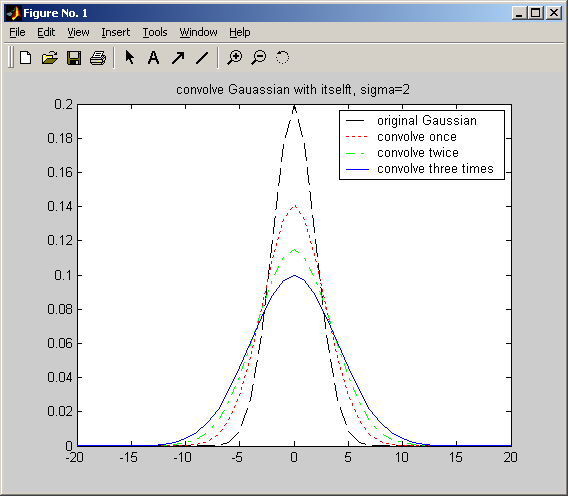 Figure No. 1
File Edit View Insert Tools Window Help
A
convolve Gauassian with itselft, sigma=2
original Gaussian
convolve once
convolve twice
convolve three times
0.2
0.18
0.16
0.14
0.12
0.1
0.08
0.06
0.04
0.02
0
-20 -15 -10 -5 0 5 10 15 20